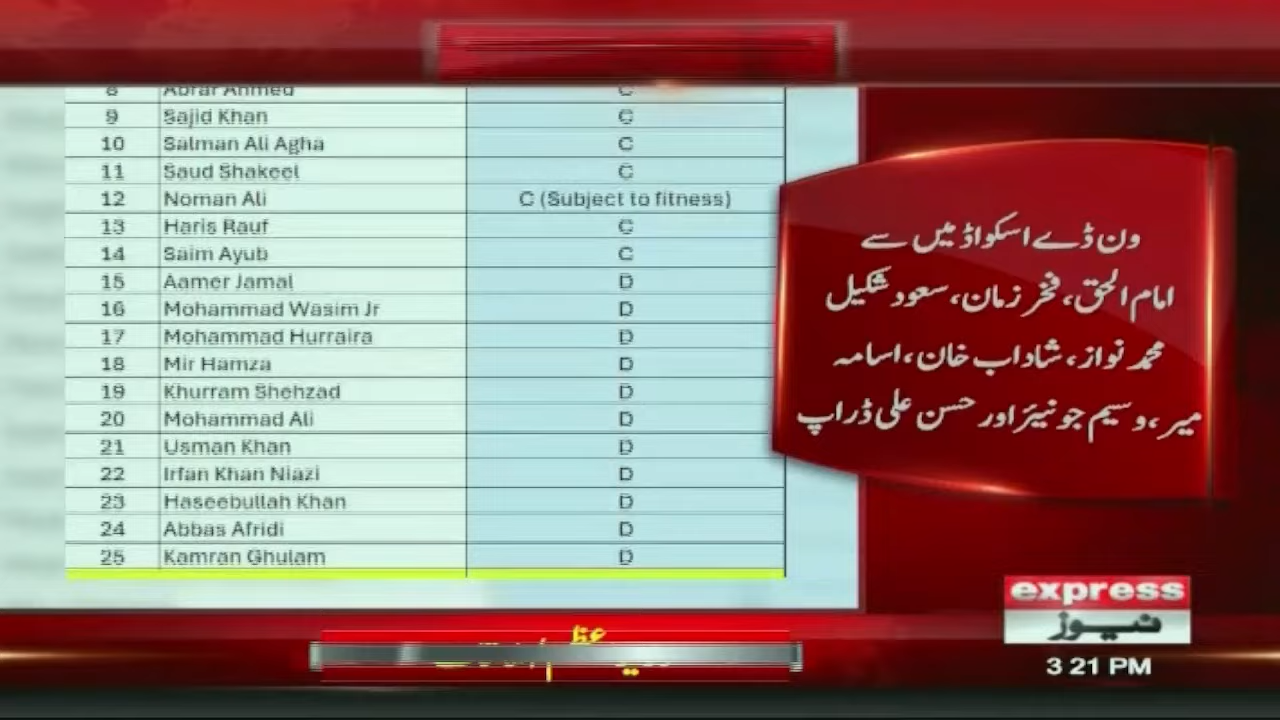 8 Abrar Ahmed C
9 Sajid Khan C
10 Salman Ali Agha C
11 Saud Shakeel C
12 Noman Ali C (Subject to fitness)
13 Haris Rauf C
14 Saim Ayub C
15 Aamer Jamal D
16 Mohammad Wasim Jr D
17 Mohammad Hurraira D
18 Mir Hamza D
19 Khurram Shehzad D
20 Mohammad Ali D
21 Usman Khan D
22 Irfan Khan Niazi D
23 Haseebullah Khan D
24 Abbas Afridi D
25 Kamran Ghulam D
ون ڈے اسکواڈ میں سے
امام الحق، فخر زمان، سعود شکیل
محمد نواز، شاداب خان، اسامہ
میر، وسیم جونیئر اور حسن علی ڈراپ
express
نیوز
3 21 PM